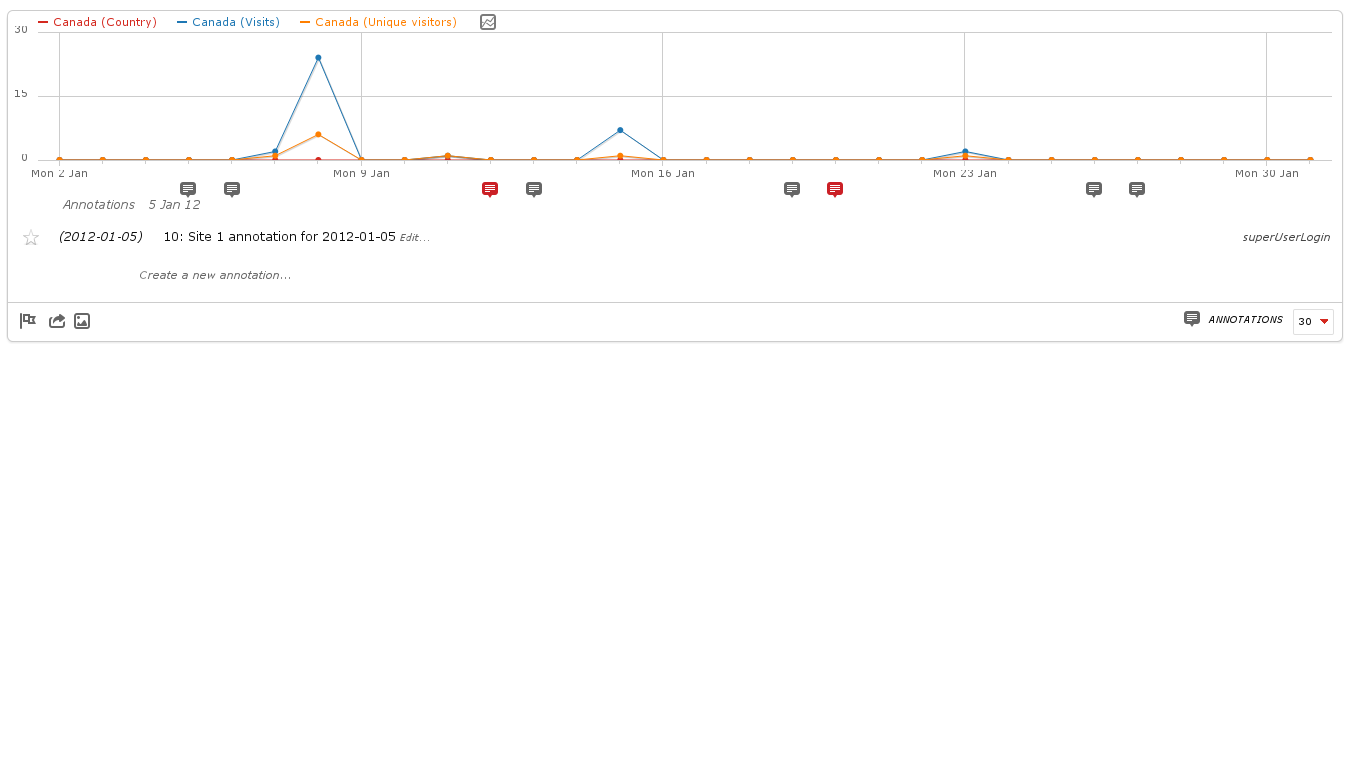 Canada (Country) Canada (Visits) Canada (Unique visitors)
30
15
0
Mon 2 Jan Mon 9 Jan Mon 16 Jan Mon 23 Jan Mon 30 Jan
Annotations 5 Jan 12
(2012-01-05) 10: Site 1 annotation for 2012-01-05 Edit... superUserLogin
Create a new annotation...
ANNOTATIONS 30